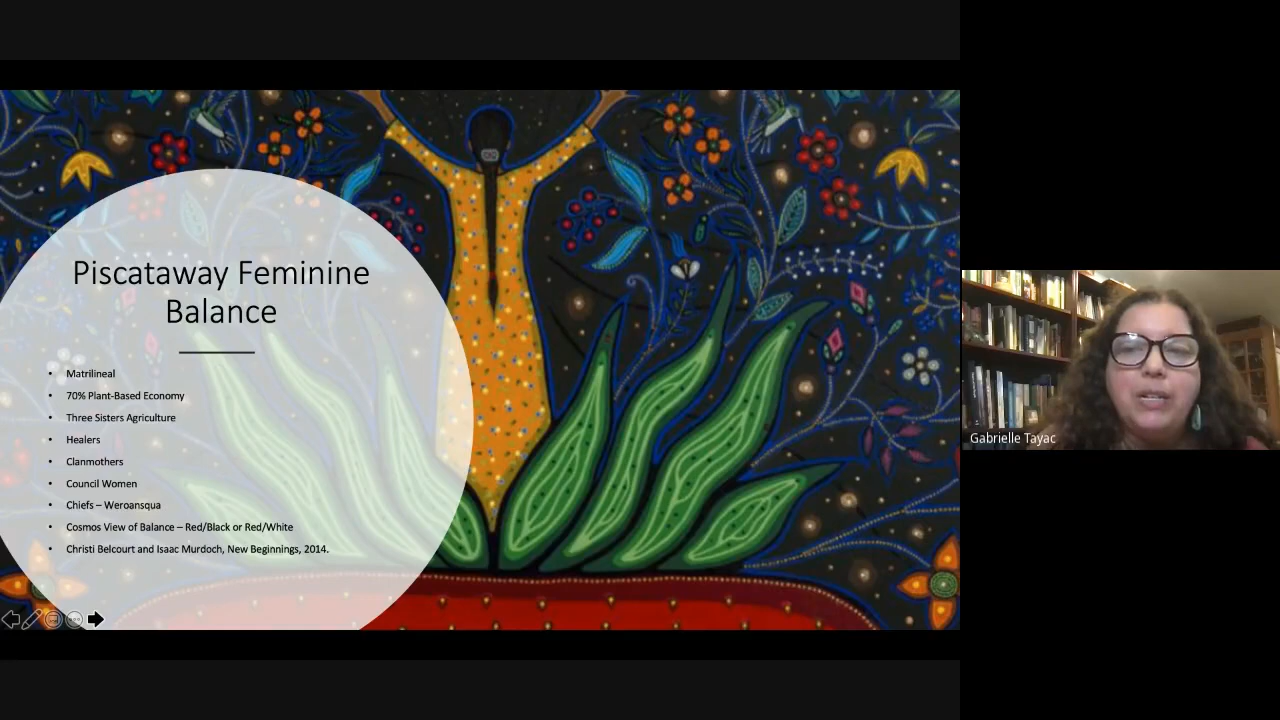 Piscataway Feminine
Balance
• Matrilineal
• 70% Plant-Based Economy
• Three Sisters Agriculture
• Healers
• Clanmothers
• Council Women
• Chiefs – Weroansqua
• Cosmos View of Balance – Red/Black or Red/White
• Christi Belcourt and Isaac Murdoch, New Beginnings, 2014.
Gabrielle Tayac